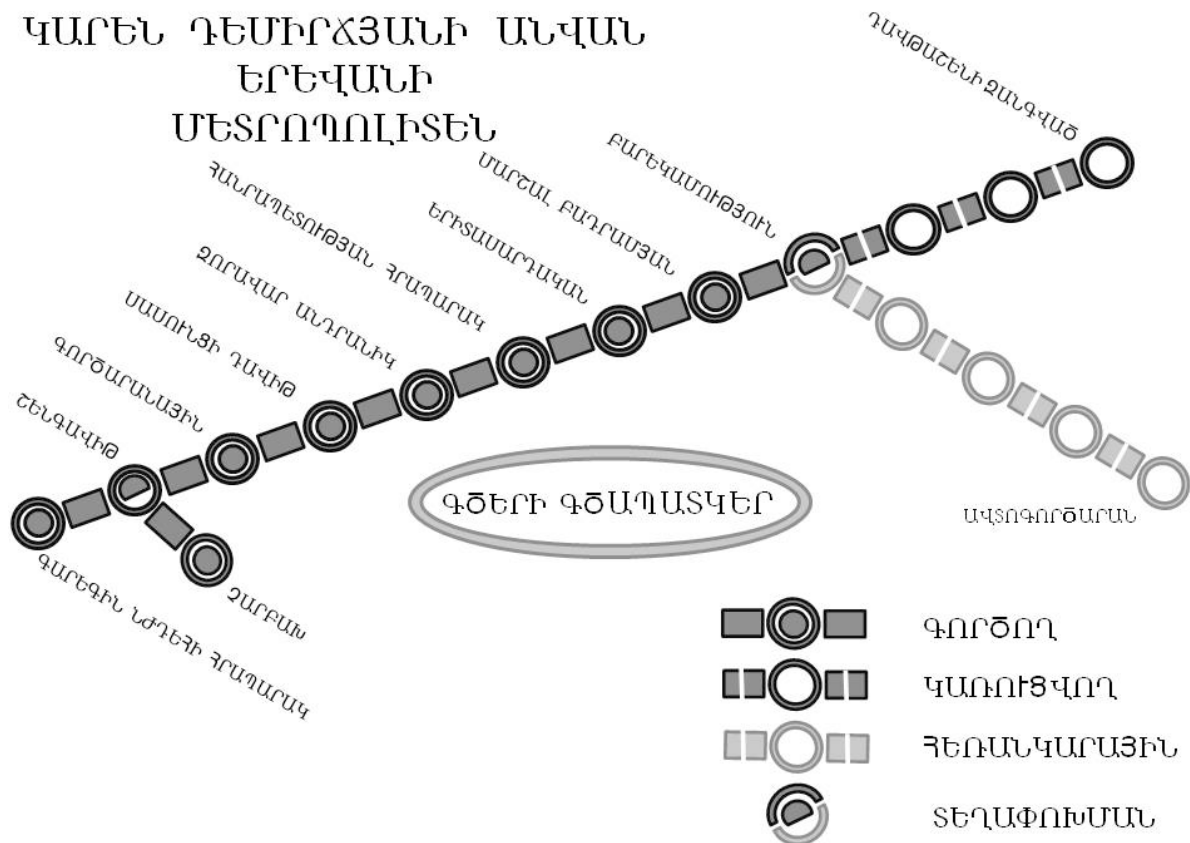 ԿԱՐԵՆ ԴԵՄԻՐՃՅԱՆԻ ԱՆՎԱՆ
ԵՐԵՎԱՆԻ
ՄԵՏՐՈՊՈԼԻՏԵՆ
ԴԱՎԹԱՇԵՆԻ ԶԱՆԳՎԱԾ
ԲԱՐԵԿԱՄՈՒԹՅՈՒՆ
ՄԱՐՇԱԼ ԲԱՂՐԱՄՅԱՆ
ԵՐԻՏԱՍԱՐԴԱԿԱՆ
ՀԱՆՐԱՊԵՏՈՒԹՅԱՆ ՀՐԱՊԱՐԱԿ
ԶՈՐԱՎԱՐ ԱՆԴՐԱՆԻԿ
ՍԱՍՈՒՆՑԻ ԴԱՎԻԹ
ԳՈՐԾԱՐԱՆԱՅԻՆ
ՇԵՆԳԱՎԻԹ
ԳԾԵՐԻ ԳԾԱՊԱՏԿԵՐ
ԱՎՏՈԳՈՐԾԱՐԱՆ
ՉԱՐԲԱԽ
ԳԱՐԵԳԻՆ ՆԺԴԵՀԻ ՀՐԱՊԱՐԱԿ
ԳՈՐԾՈՂ
ԿԱՌՈՒՑՎՈՂ
ՀԵՌԱՆԿԱՐԱՅԻՆ
ՏԵՂԱՓՈԽՄԱՆ